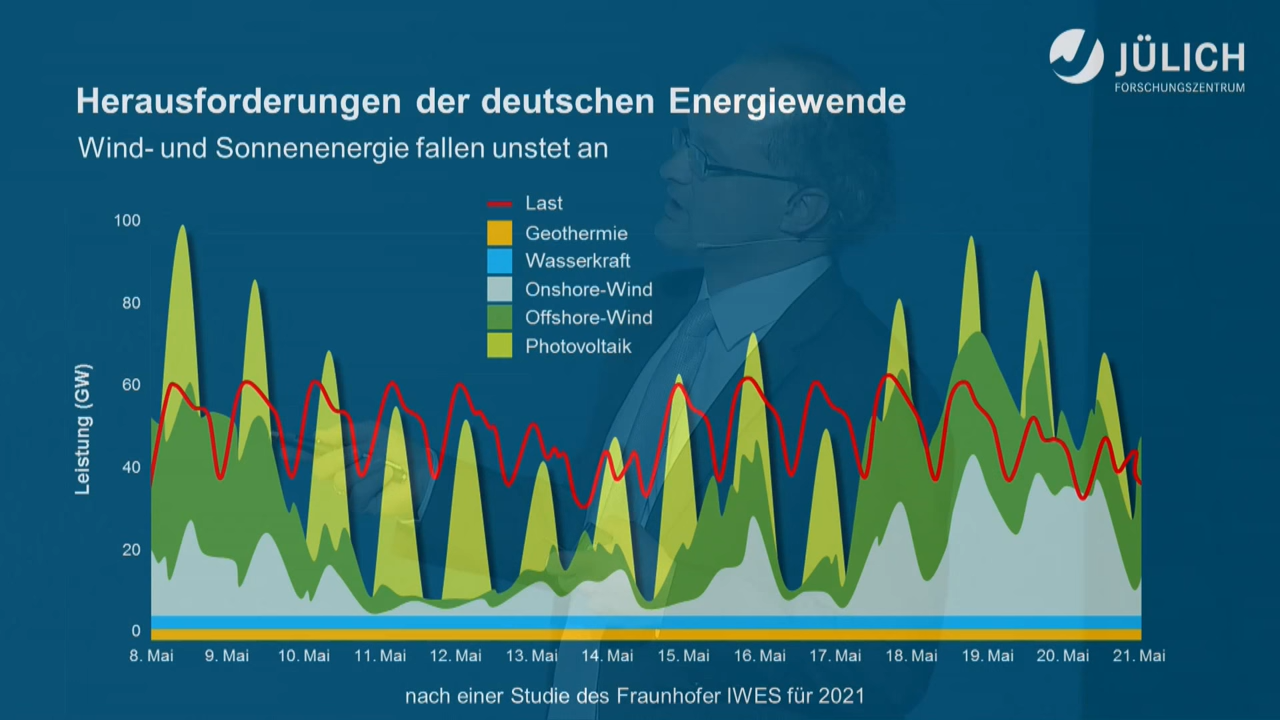 JÜLICH
FORSCHUNGSZENTRUM
Herausforderungen der deutschen Energiewende
Wind- und Sonnenenergie fallen unstet an
Last
Geothermie
Wasserkraft
Onshore-Wind
Offshore-Wind
Photovoltaik
Leistung (GW)
100
80
60
40
20
0
8. Mai 9. Mai 10. Mai 11. Mai 12. Mai 13. Mai 14. Mai 15. Mai 16. Mai 17. Mai 18. Mai 19. Mai 20. Mai 21. Mai
nach einer Studie des Fraunhofer IWES für 2021